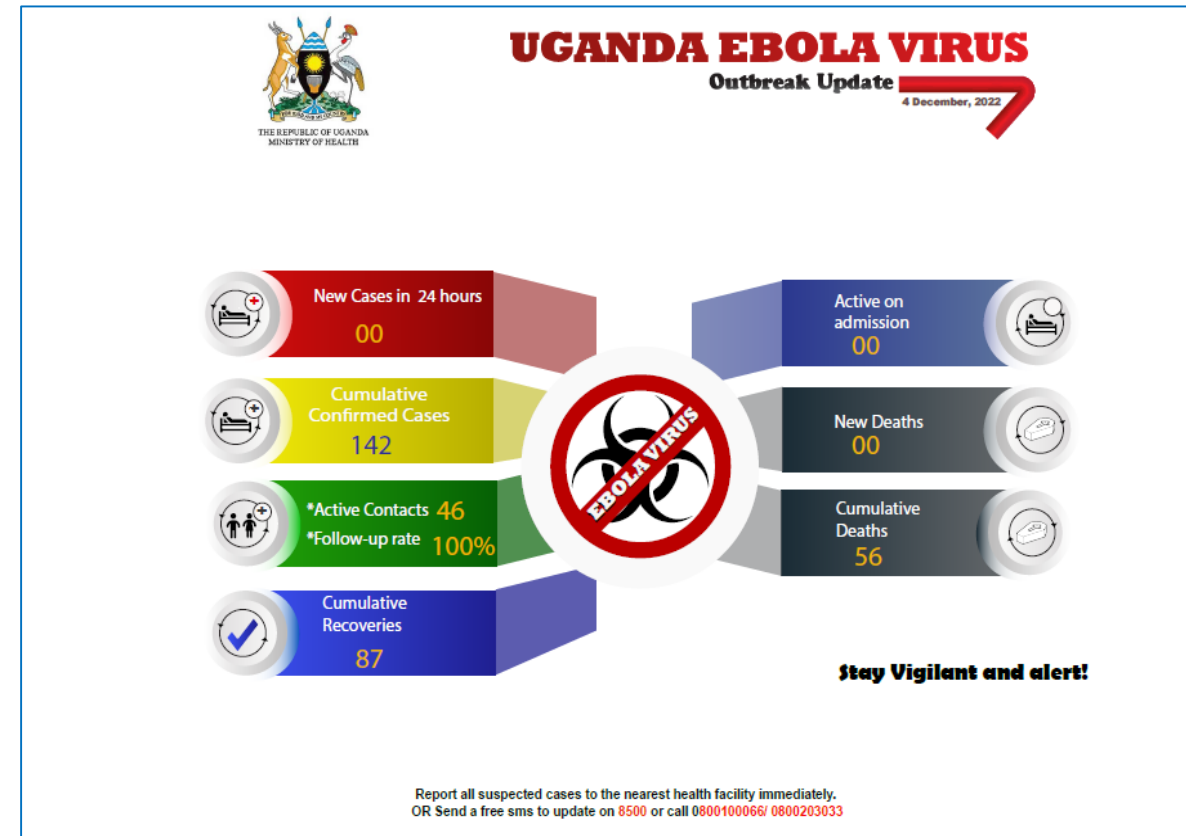 THE REPUBLIC OF UGANDA
MINISTRY OF HEALTH
UGANDA EBOLA VIRUS
Outbreak Update
4 December, 2022
New Cases in 24 hours
00
Cumulative
Confirmed Cases
142
*Active Contacts 46
*Follow-up rate 100%
Cumulative
Recoveries
87
EBOLA VIRUS
Active on
admission
00
New Deaths
00
Cumulative
Deaths
56
Stay Vigilant and alert!
Report all suspected cases to the nearest health facility immediately.
OR Send a free sms to update on 8500 or call 0800100066/ 0800203033